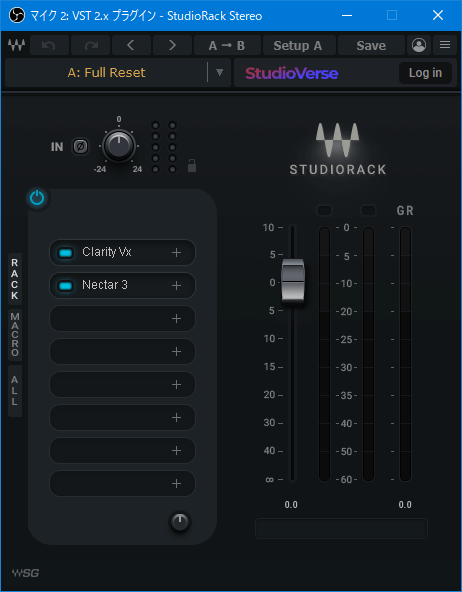 マイク 2: VST 2.x プラグイン - StudioRack Stereo
A → B
Setup A
Save
A: Full Reset
StudioVerse
Log in
0
IN
-24
24
STUDIORACK
GR
RACK
MACRO
ALL
Clarity Vx
+
Nectar 3
+
+
+
+
+
+
+
10
5
0
5
10
20
30
40
∞
- 0 -
- 5 -
-10-
-15-
-20-
-25-
-30-
-35-
-40-
-50-
-60-
0.0
0.0
WSG